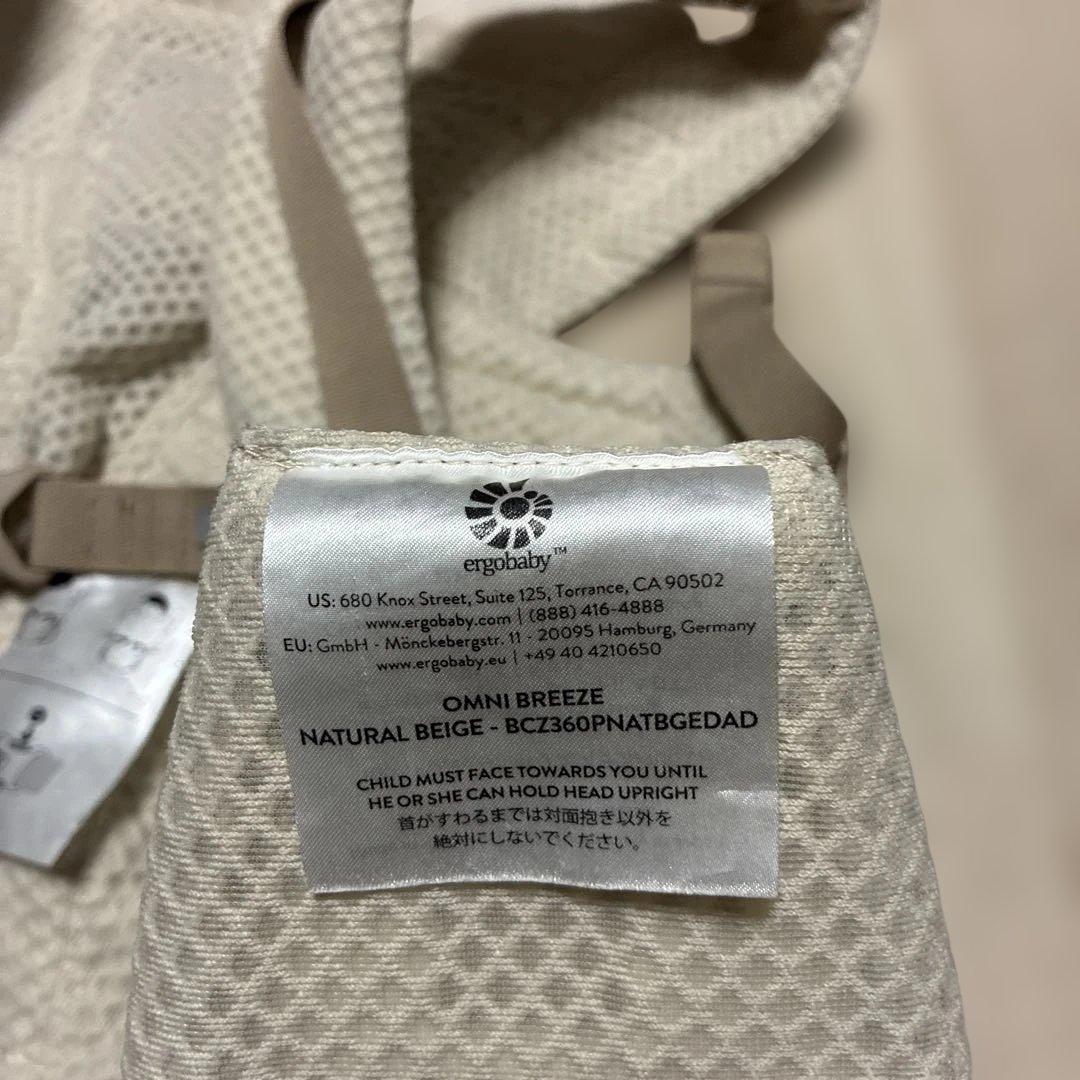 ergobaby™
US: 680 Knox Street, Suite 125, Torrance, CA 90502
www.ergobaby.com | (888) 416-4888
EU: GmbH - Mönckebergstr. 11 - 20095 Hamburg, Germany
www.ergobaby.eu | +49 40 4210650
OMNI BREEZE
NATURAL BEIGE - BCZ360PNATBGEDAD
CHILD MUST FACE TOWARDS YOU UNTIL
HE OR SHE CAN HOLD HEAD UPRIGHT
首がすわるまでは対面抱き以外を
絶対にしないでください。